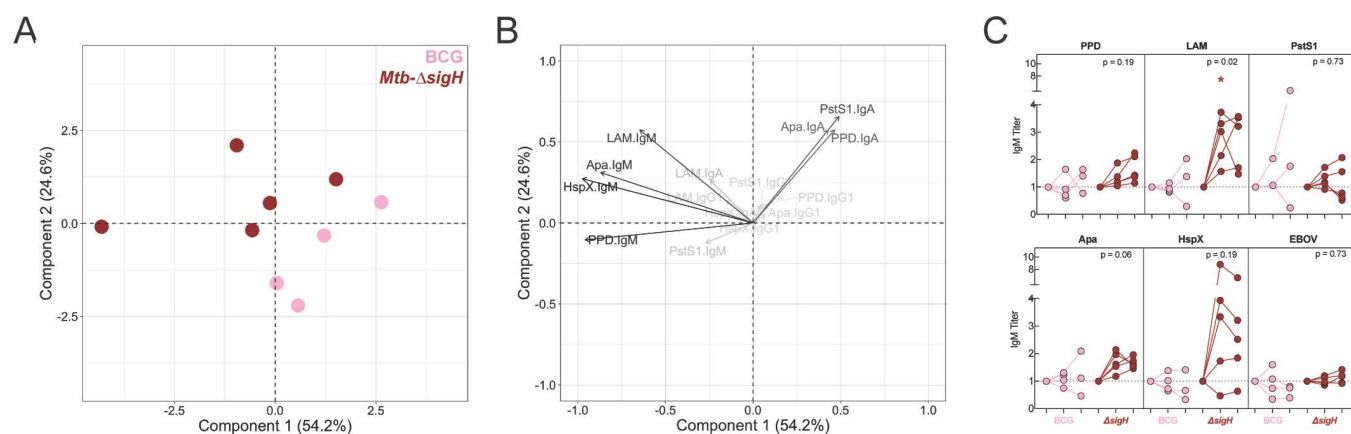 A
BCG
Mtb-ΔsigH
2.5
0.0
-2.5
Component 2 (24.6%)
-2.5
0.0
2.5
Component 1 (54.2%)
B
1.0
0.5
0.0
-0.5
-1.0
Component 2 (24.6%)
PstS1.IgA
Apa.IgA
PPD.IgA
LAM.IgM
Apa.IgM
HspX.IgM
LAM.IgA
PstS1.IgG
AM.IgG1
PPD.IgG1
Apa.IgG1
HspX.IgG1
PPD.IgM
PstS1.IgM
-1.0
-0.5
0.0
0.5
1.0
Component 1 (54.2%)
C
PPD
LAM
PstS1
p = 0.19
p = 0.02
p = 0.73
*
10
8
4
3
2
1
0
IgM Titer
Apa
HspX
EBOV
p = 0.06
p = 0.19
p = 0.73
10
8
4
3
2
1
0
IgM Titer
BCG
ΔsigH
BCG
ΔsigH
BCG
ΔsigH